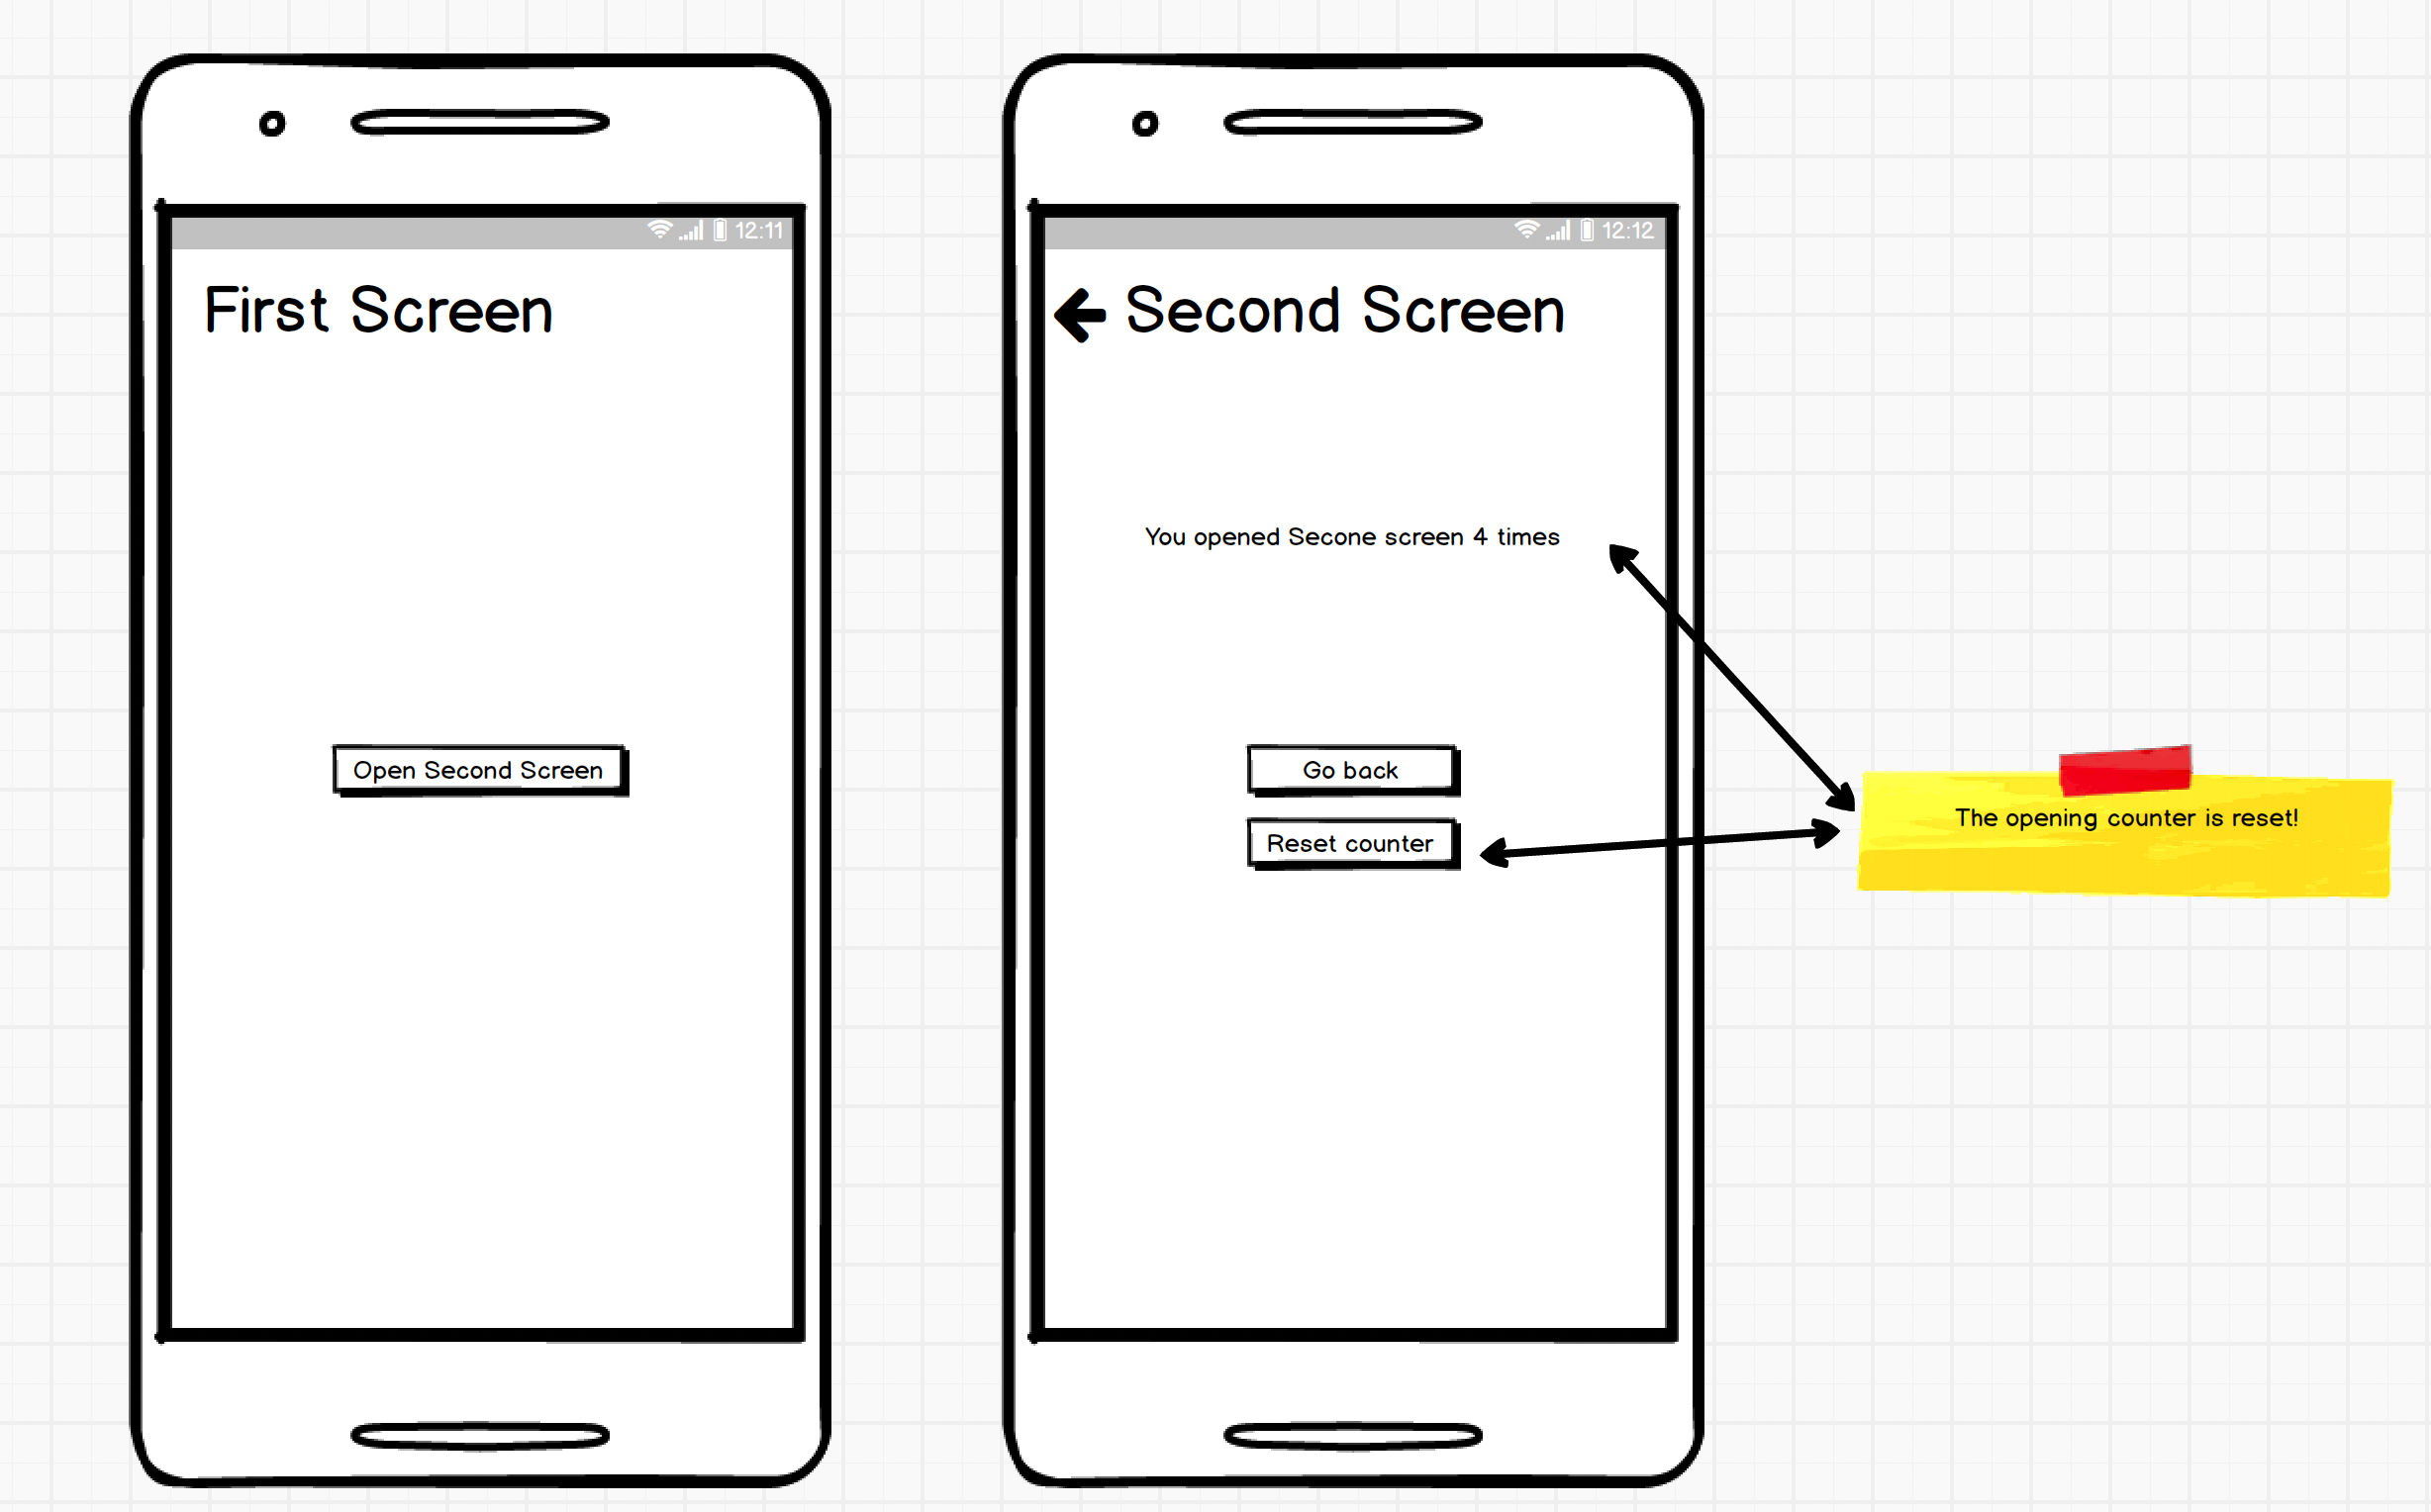 12:11
First Screen
Open Second Screen
12:12
Second Screen
You opened Secone screen 4 times
Go back
Reset counter
The opening counter is reset!